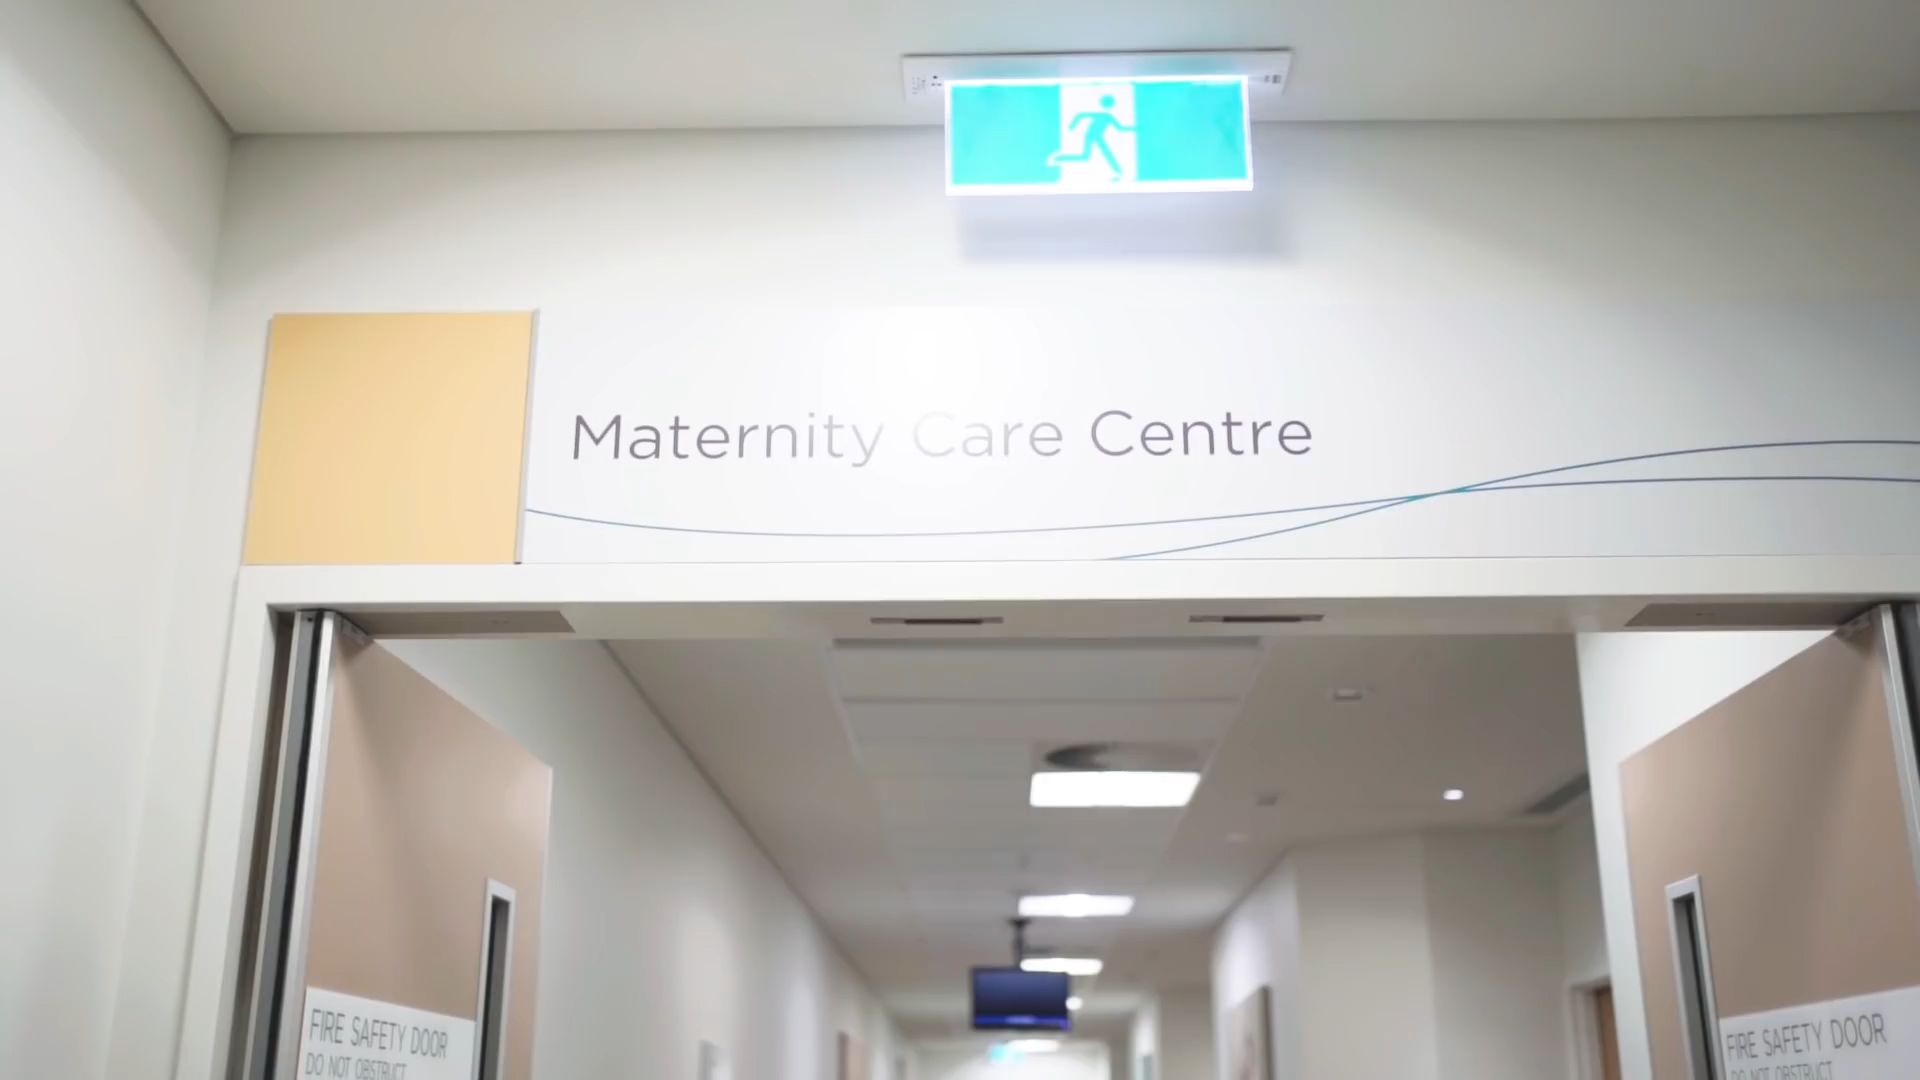 Maternity Care Centre
FIRE SAFETY DOOR
DO NOT OBSTRUCT
FIRE SAFETY DOOR
DO NOT OBSTRUCT